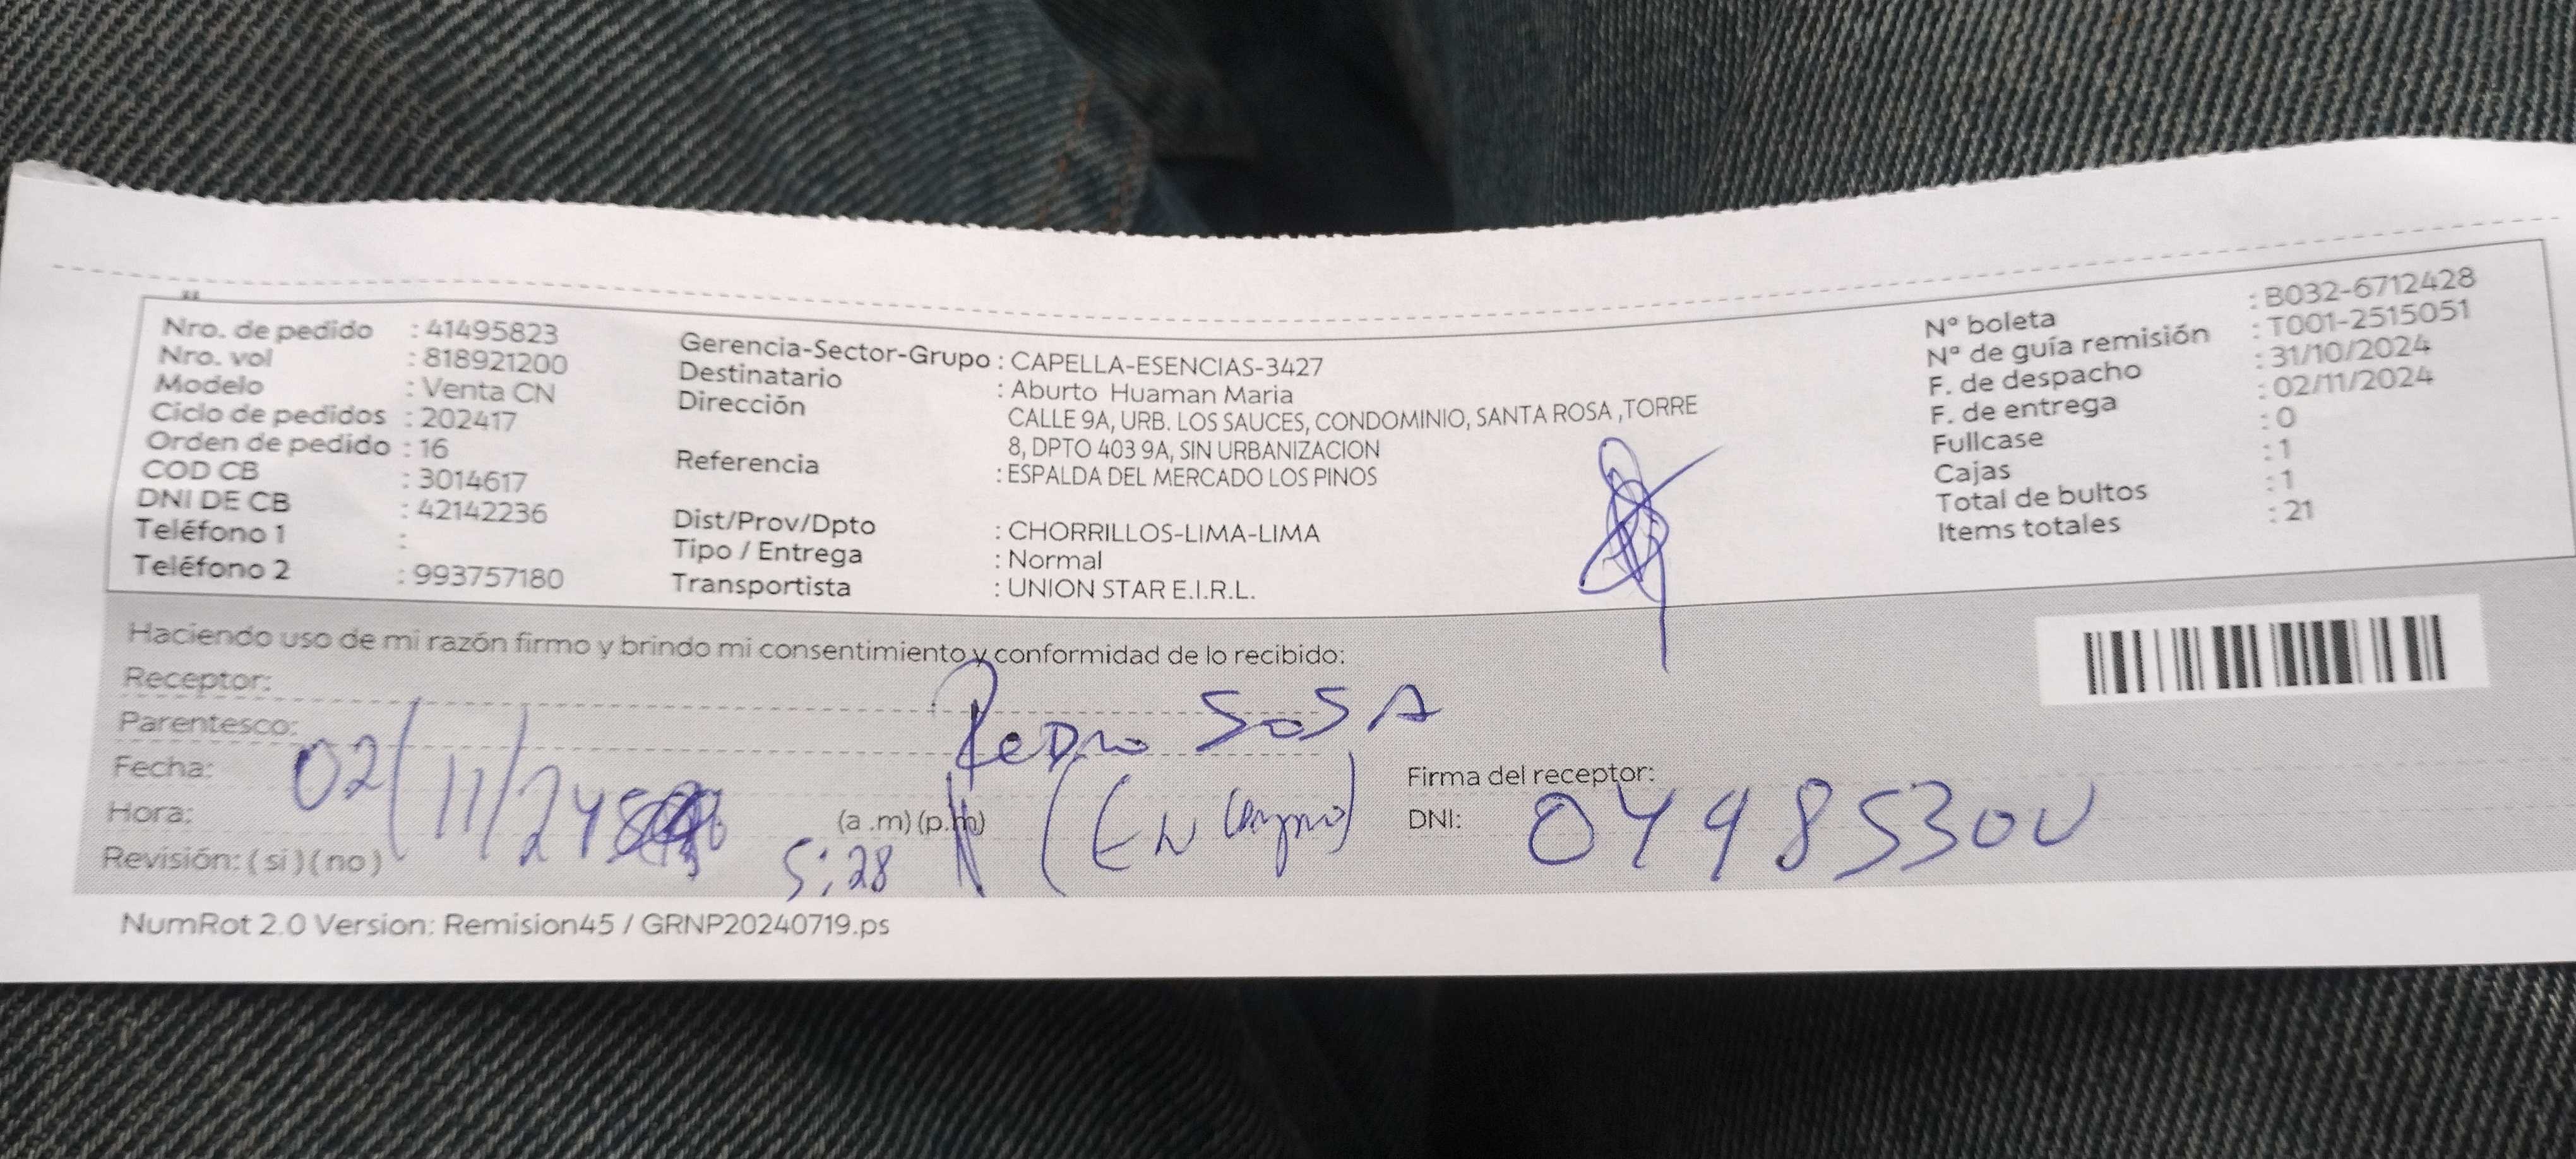 Nro. de pedido : 41495823
Nro. vol : 818921200
Modelo : Venta CN
Ciclo de pedidos : 202417
Orden de pedido : 16
COD CB : 3014617
DNI DE CB : 42142236
Teléfono 1 :
Teléfono 2 : 993757180
Gerencia-Sector-Grupo : CAPELLA-ESENCIAS-3427
Destinatario : Aburto Huaman Maria
Dirección CALLE 9A, URB. LOS SAUCES, CONDOMINIO, SANTA ROSA ,TORRE
8, DPTO 403 9A, SIN URBANIZACION
Referencia : ESPALDA DEL MERCADO LOS PINOS
Dist/Prov/Dpto : CHORRILLOS-LIMA-LIMA
Tipo / Entrega : Normal
Transportista : UNION STAR E.I.R.L.
Nº boleta : B032-6712428
Nº de guía remisión : T001-2515051
F. de despacho : 31/10/2024
F. de entrega : 02/11/2024
Fullcase : 0
Cajas : 1
Total de bultos : 1
Items totales : 21
Haciendo uso de mi razón firmo y brindo mi consentimiento y conformidad de lo recibido:
Receptor:
Pedro SOSA
Parentesco:
Fecha: 02/11/24
Firma del receptor:
Hora: (a .m) (p.m)
DNI:
5:28
Revisión: ( si ) ( no )
NumRot 2.0 Version: Remision45 / GRNP20240719.ps